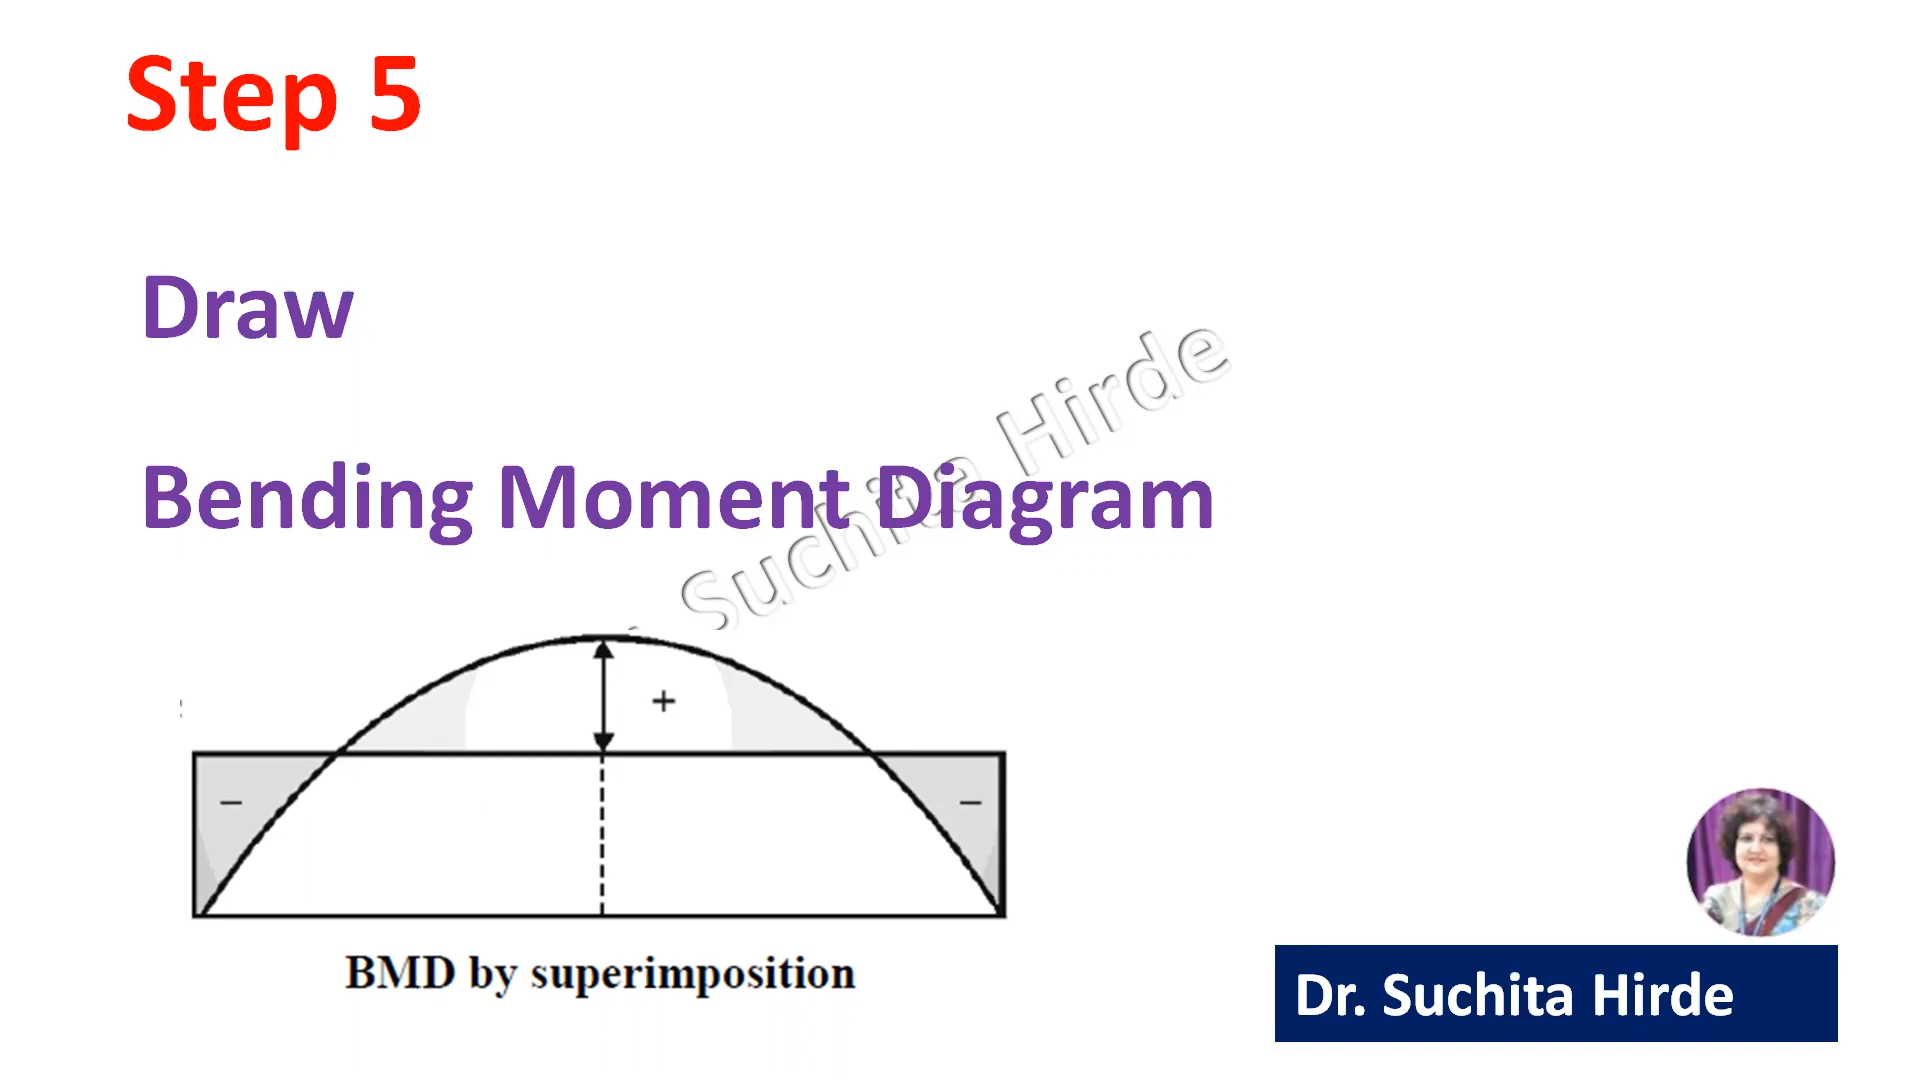 Step 5
Draw
Bending Moment Diagram
Suchita Hirde
+
–
–
BMD by superimposition
Dr. Suchita Hirde